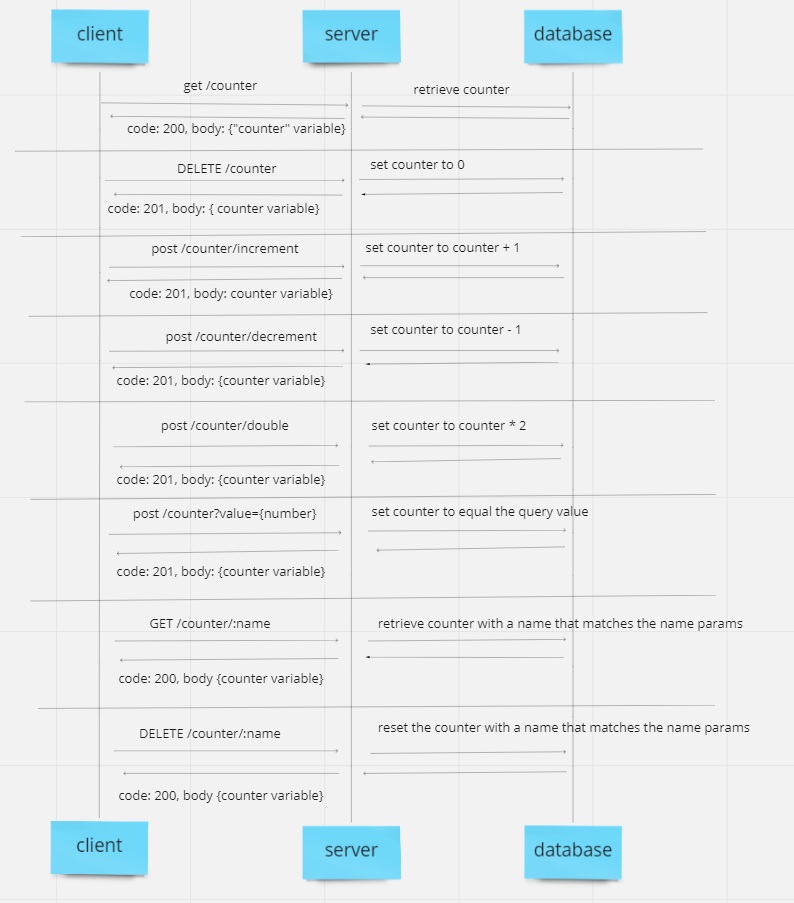 client
server
database
get /counter
retrieve counter
code: 200, body: {"counter" variable}
DELETE /counter
set counter to 0
code: 201, body: { counter variable}
post /counter/increment
set counter to counter + 1
code: 201, body: counter variable}
post /counter/decrement
set counter to counter - 1
code: 201, body: {counter variable}
post /counter/double
set counter to counter * 2
code: 201, body: {counter variable}
post /counter?value={number}
set counter to equal the query value
code: 201, body: {counter variable}
GET /counter/:name
retrieve counter with a name that matches the name params
code: 200, body {counter variable}
DELETE /counter/:name
reset the counter with a name that matches the name params
code: 200, body {counter variable}
client
server
database